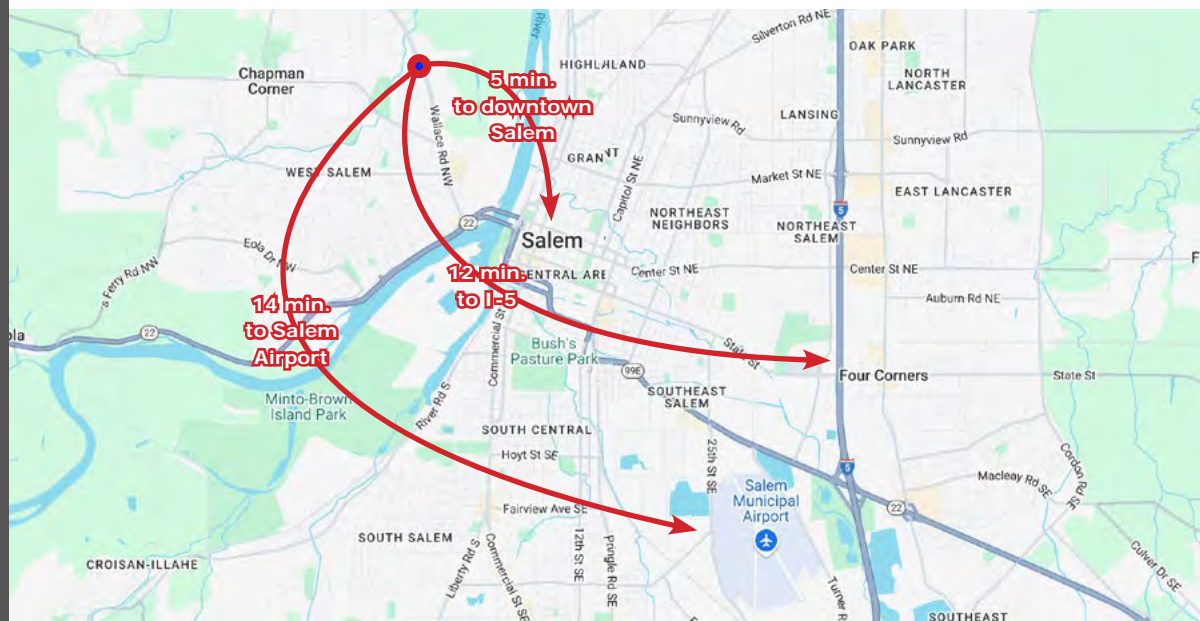 River
Silverton Rd NE
OAK PARK
HIGHLAND
Chapman
Corner
NORTH
LANCASTER
5 min.
to downtown
Salem
LANSING
Sunnyview Rd
Sunnyview Rd
Wallace Rd NW
GRANT
WEST SALEM
Capitol St NE
Market St NE
EAST LANCASTER
22
5
NORTHEAST
NEIGHBORS
NORTHEAST
SALEM
Salem
Eola Dr NW
s Ferry Rd NW
12 min.
to I-5
ENTRAL ARE
Center St NE
Center St NE
Auburn Rd NE
14 min.
to Salem
Airport
ola
22
Commercial St
Bush's
Pasture Park
State St
99E
Four Corners
State St
Minto-Brown
Island Park
River Rd S
SOUTHEAST
SALEM
SOUTH CENTRAL
Hoyt St SE
25th St SE
5
Cordon Rd SE
Macleay Rd SE
Salem
Municipal
Airport
22
Fairview Ave SE
SOUTH SALEM
12th St SE
Pringle Rd SE
Liberty Rd S
Commercial St SE
CROISAN-ILLAHE
Culver Dr SE
Turner R
SOUTHEAST